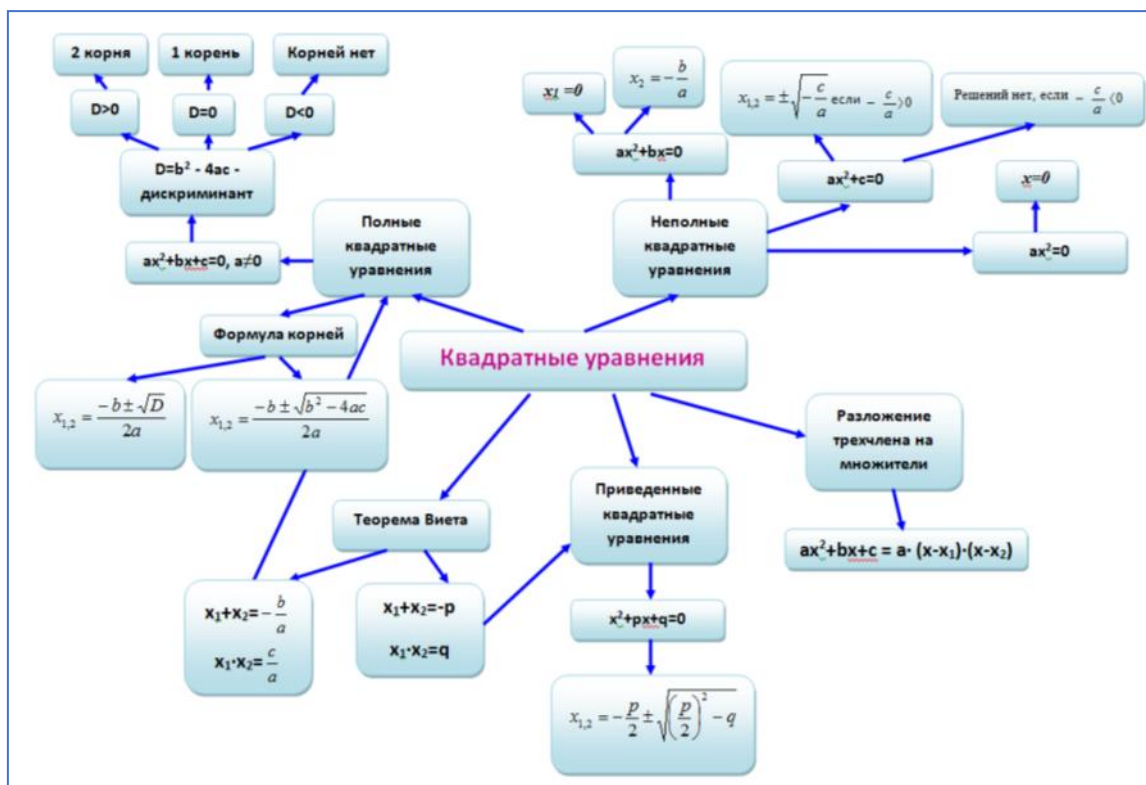 2 корня
1 корень
Корней нет
D>0
D=0
D<0
D=b² - 4ac -
дискриминант
ax²+bx+c=0, a≠0
Полные
квадратные
уравнения
Формула корней
x₁,₂ = (-b ± √D) / 2a
x₁,₂ = (-b ± √(b² - 4ac)) / 2a
x₁ =0
x₂ = - b/a
x₁,₂ = ± √(- c/a) если - c/a ⟩0
Решений нет, если - c/a ⟨0
ax²+bx=0
ax²+c=0
x=0
ax²=0
Неполные
квадратные
уравнения
Квадратные уравнения
Разложение
трехчлена на
множители
ax²+bx+c = a· (x-x₁)·(x-x₂)
Теорема Виета
x₁+x₂= - b/a
x₁·x₂= c/a
x₁+x₂=-p
x₁·x₂=q
Приведенные
квадратные
уравнения
x²+px+q=0
x₁,₂ = - p/2 ± √((p/2)² - q)